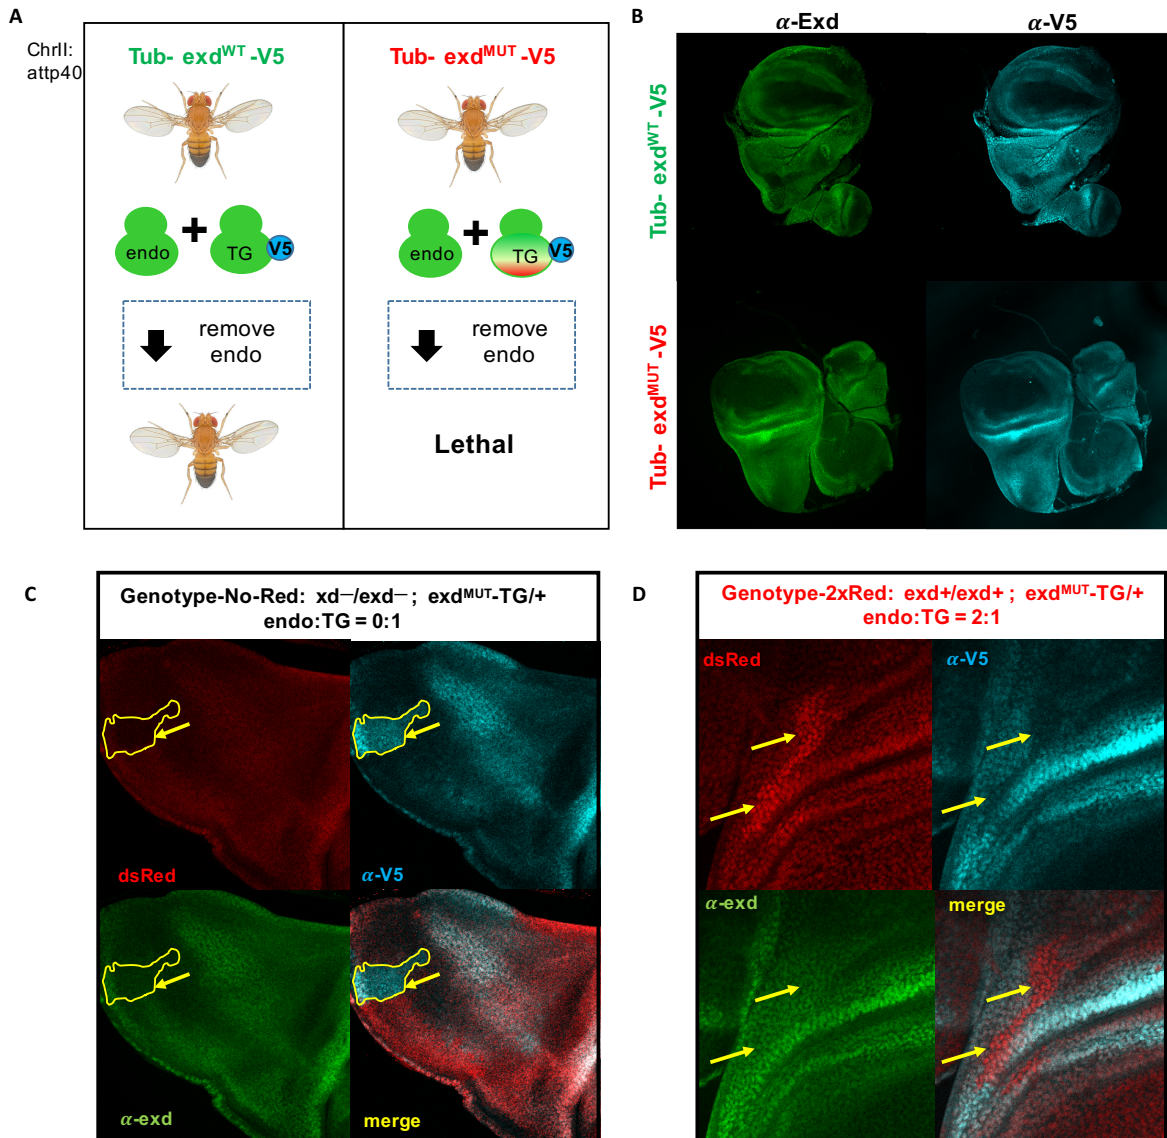 A
ChrII:
attp40
Tub- exd^WT -V5
Tub- exd^MUT -V5
endo
+
TG
V5
endo
+
TG
V5
remove
endo
remove
endo
Lethal
B
α-Exd
α-V5
Tub- exd^WT -V5
Tub- exd^MUT -V5
C
Genotype-No-Red: xd—/exd— ; exd^MUT-TG/+
endo:TG = 0:1
dsRed
α-V5
α-exd
merge
D
Genotype-2xRed: exd+/exd+ ; exd^MUT-TG/+
endo:TG = 2:1
dsRed
α-V5
α-exd
merge